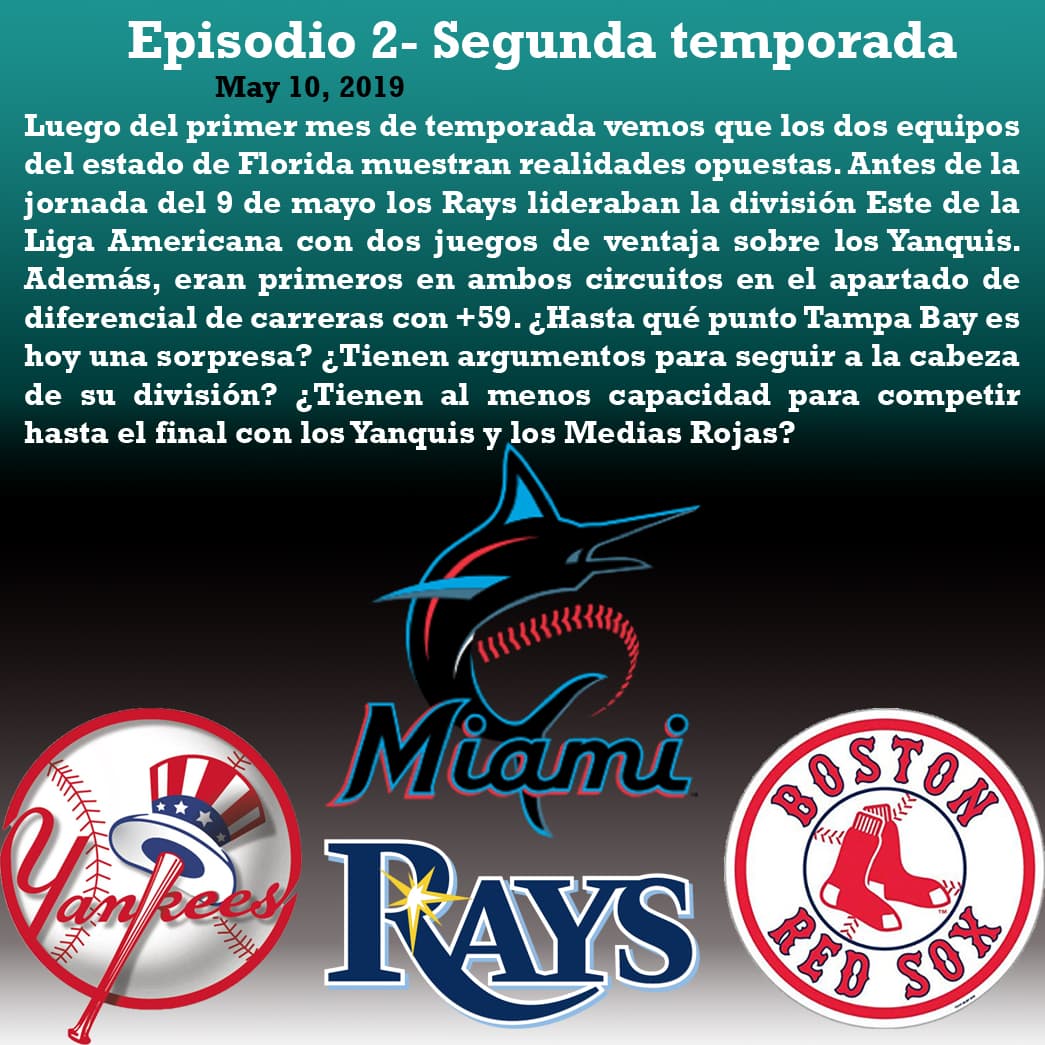 Episodio 2- Segunda temporada
May 10, 2019
Luego del primer mes de temporada vemos que los dos equipos
del estado de Florida muestran realidades opuestas. Antes de la
jornada del 9 de mayo los Rays lideraban la división Este de la
Liga Americana con dos juegos de ventaja sobre los Yanquis.
Además, eran primeros en ambos circuitos en el apartado de
diferencial de carreras con +59. ¿Hasta qué punto Tampa Bay es
hoy una sorpresa? ¿Tienen argumentos para seguir a la cabeza
de su división? ¿Tienen al menos capacidad para competir
hasta el final con los Yanquis y los Medias Rojas?
Miami
Yankees
RAYS
BOSTON
RED SOX
TM